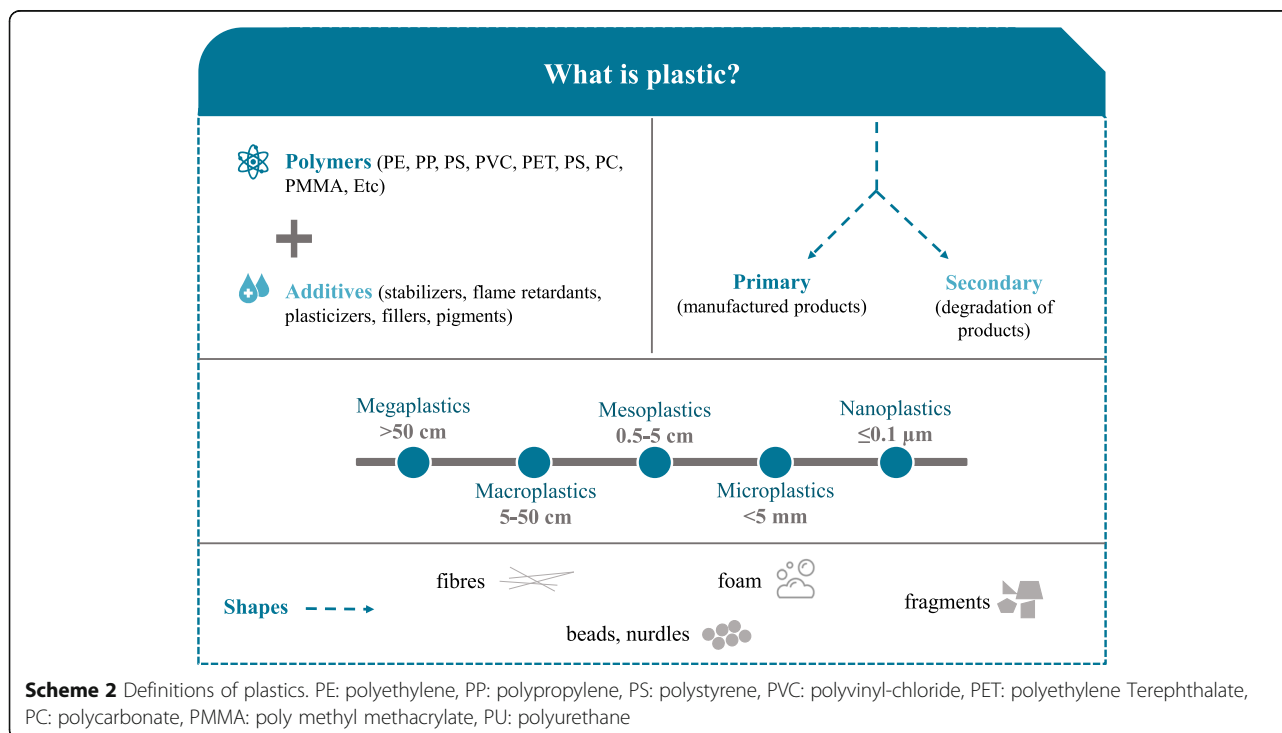 What is plastic?
Polymers (PE, PP, PS, PVC, PET, PS, PC,
PMMA, Etc)
Additives (stabilizers, flame retardants,
plasticizers, fillers, pigments)
Primary
(manufactured products)
Secondary
(degradation of
products)
Megaplastics
>50 cm
Macroplastics
5-50 cm
Mesoplastics
0.5-5 cm
Microplastics
<5 mm
Nanoplastics
≤0.1 µm
Shapes
fibres
beads, nurdles
foam
fragments
Scheme 2 Definitions of plastics. PE: polyethylene, PP: polypropylene, PS: polystyrene, PVC: polyvinyl-chloride, PET: polyethylene Terephthalate,
PC: polycarbonate, PMMA: poly methyl methacrylate, PU: polyurethane